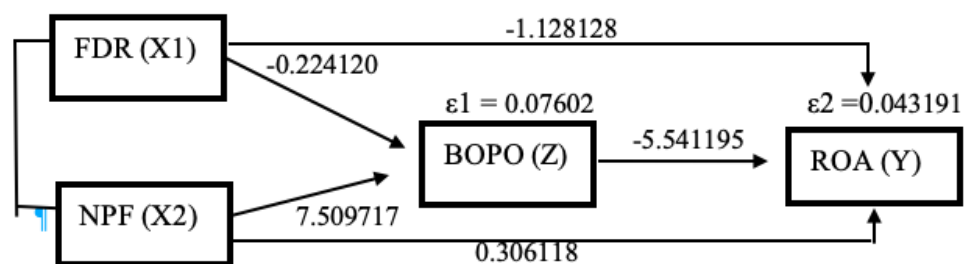 -1.128128
FDR (X1)
-0.224120
ε1 = 0.07602
ε2 =0.043191
BOPO (Z)
-5.541195
ROA (Y)
NPF (X2)
¶
7.509717
0.306118